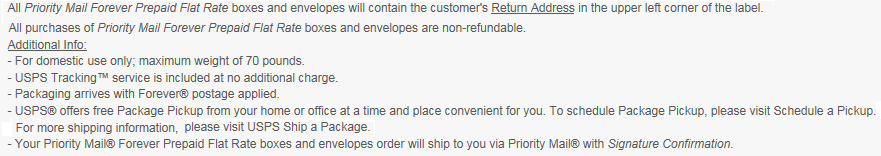 All Priority Mail Forever Prepaid Flat Rate boxes and envelopes will contain the customer's Return Address in the upper left corner of the label.
All purchases of Priority Mail Forever Prepaid Flat Rate boxes and envelopes are non-refundable.
Additional Info:
- For domestic use only; maximum weight of 70 pounds.
- USPS Tracking™ service is included at no additional charge.
- Packaging arrives with Forever® postage applied.
- USPS® offers free Package Pickup from your home or office at a time and place convenient for you. To schedule Package Pickup, please visit Schedule a Pickup.
For more shipping information, please visit USPS Ship a Package.
- Your Priority Mail® Forever Prepaid Flat Rate boxes and envelopes order will ship to you via Priority Mail® with Signature Confirmation.